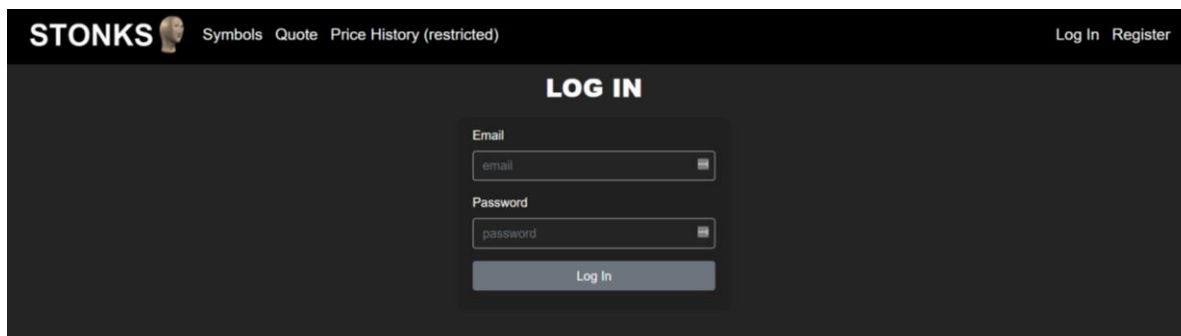 STONKS Symbols Quote Price History (restricted) Log In Register
LOG IN
Email
email
Password
password
Log In